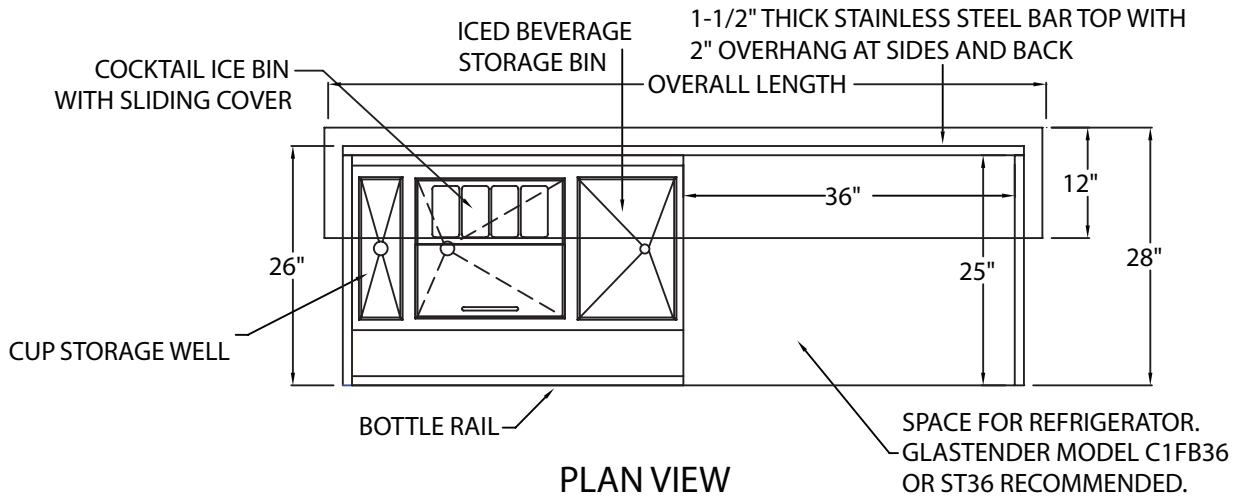 1-1/2" THICK STAINLESS STEEL BAR TOP WITH
2" OVERHANG AT SIDES AND BACK
ICED BEVERAGE
STORAGE BIN
COCKTAIL ICE BIN
WITH SLIDING COVER
OVERALL LENGTH
12"
36"
26"
25"
28"
CUP STORAGE WELL
BOTTLE RAIL
SPACE FOR REFRIGERATOR.
GLASTENDER MODEL C1FB36
OR ST36 RECOMMENDED.
PLAN VIEW